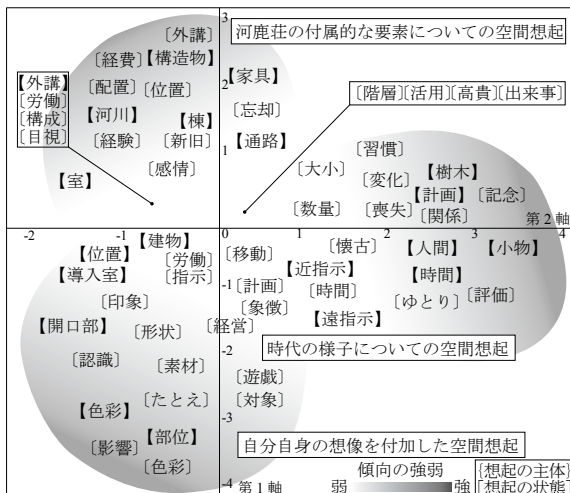 〔外講〕
3
河鹿荘の付属的な要素についての空間想起
〔経費〕【構造物】
【外講】
〔労働〕
〔構成〕
〔目視〕
〔配置〕〔位置〕
【家具】
2
〔階層〕〔活用〕〔高貴〕〔出来事〕
【河川】
【棟】
〔忘却〕
〔経験〕
〔新旧〕
1
【通路】
〔習慣〕
〔感情〕
〔大小〕
【樹木】
【室】
〔変化〕
【計画】
〔記念〕
〔数量〕
〔喪失〕
〔関係〕
第2軸
-2
-1
0
0
1
2
3
4
【建物】
【位置】
〔労働〕
〔移動〕
〔懐古〕
【人間】
【小物】
【導入室】
〔指示〕
【近指示】
【時間】
-1
〔計画〕
〔時間〕
〔印象〕
〔象徴〕
〔ゆとり〕
〔評価〕
【開口部】
〔形状〕
〔経営〕
【遠指示】
-2
時代の様子についての空間想起
〔認識〕
〔素材〕
〔遊戯〕
〔たとえ〕
〔対象〕
【色彩】
-3
【部位】
〔影響〕
自分自身の想像を付加した空間想起
〔色彩〕
傾向の強弱
-4
第1軸
弱
強
{想起の主体}
[想起の状態]